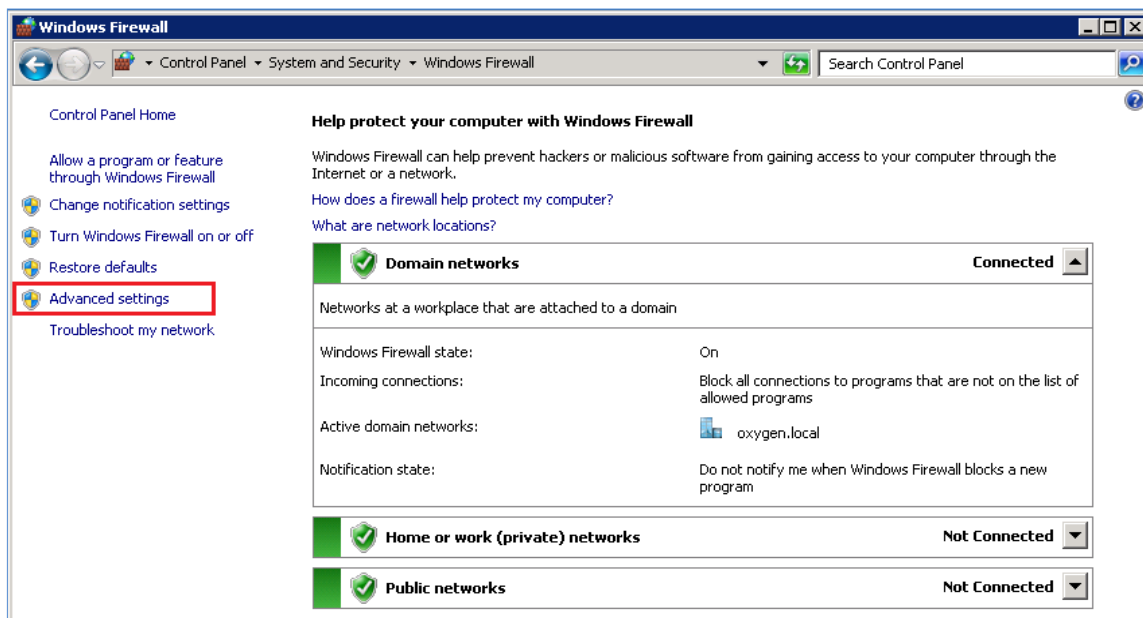 Windows Firewall
Control Panel
System and Security
Windows Firewall
Search Control Panel
Control Panel Home
Allow a program or feature
through Windows Firewall
Change notification settings
Turn Windows Firewall on or off
Restore defaults
Advanced settings
Troubleshoot my network
Help protect your computer with Windows Firewall
Windows Firewall can help prevent hackers or malicious software from gaining access to your computer through the
Internet or a network.
How does a firewall help protect my computer?
What are network locations?
Domain networks Connected
Networks at a workplace that are attached to a domain
Windows Firewall state: On
Incoming connections: Block all connections to programs that are not on the list of
allowed programs
Active domain networks: oxygen.local
Notification state: Do not notify me when Windows Firewall blocks a new
program
Home or work (private) networks Not Connected
Public networks Not Connected